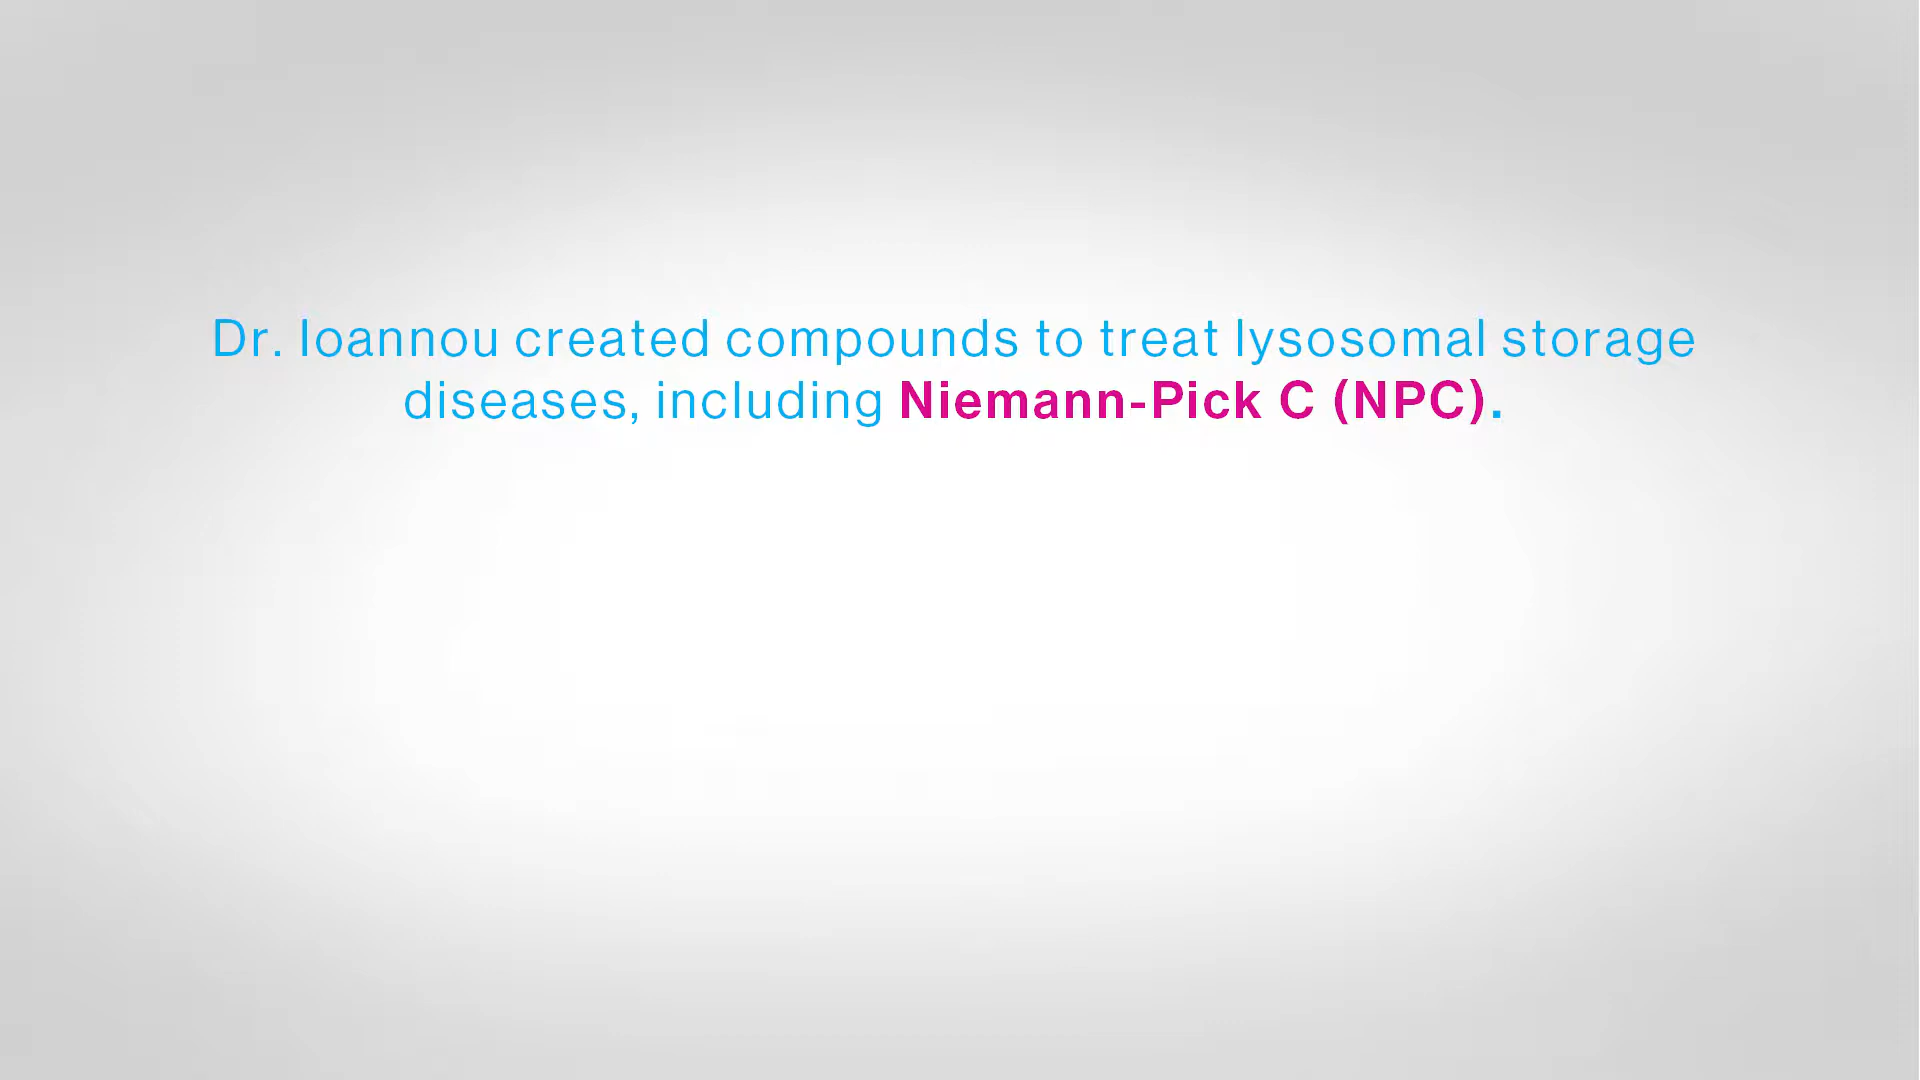 Dr. Ioannou created compounds to treat lysosomal storage
diseases, including Niemann-Pick C (NPC).